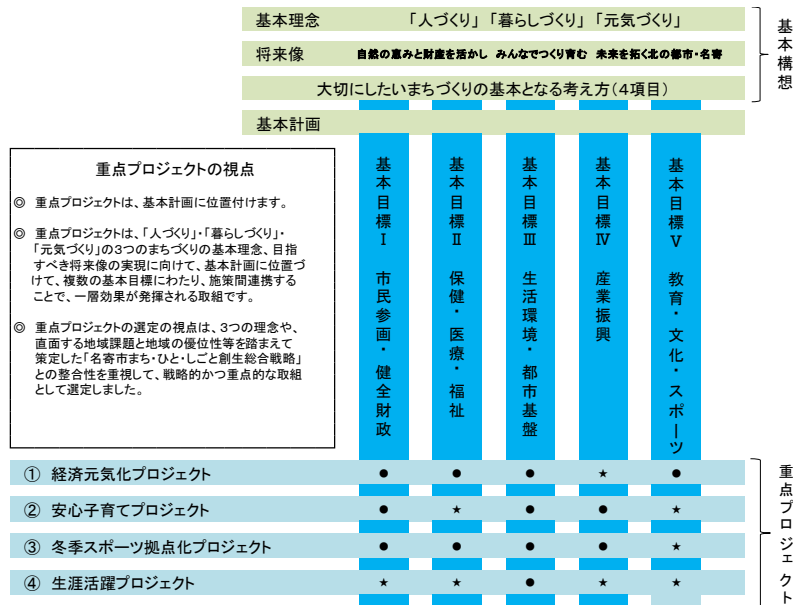 基本理念 「人づくり」「暮らしづくり」「元気づくり」
将来像 自然の恵みと財産を活かし みんなでつくり育む 未来を拓く北の都市・名寄
大切にしたいまちづくりの基本となる考え方(4項目)
基本計画
基本構想
重点プロジェクトの視点
◎ 重点プロジェクトは、基本計画に位置付けます。
◎ 重点プロジェクトは、「人づくり」・「暮らしづくり」・
「元気づくり」の3つのまちづくりの基本理念、目指
すべき将来像の実現に向けて、基本計画に位置づ
けて、複数の基本目標にわたり、施策間連携する
ことで、一層効果が発揮される取組です。
◎ 重点プロジェクトの選定の視点は、3つの理念や、
直面する地域課題と地域の優位性等を踏まえて
策定した「名寄市まち・ひと・しごと創生総合戦略」
との整合性を重視して、戦略的かつ重点的な取組
として選定しました。
基本目標Ⅰ 市民参画・健全財政
基本目標Ⅱ 保健・医療・福祉
基本目標Ⅲ 生活環境・都市基盤
基本目標Ⅳ 産業振興
基本目標Ⅴ 教育・文化・スポーツ
① 経済元気化プロジェクト ● ● ● ★ ●
② 安心子育てプロジェクト ● ★ ● ● ★
③ 冬季スポーツ拠点化プロジェクト ● ● ● ● ★
④ 生涯活躍プロジェクト ★ ★ ● ★ ★
重点プロジェクト